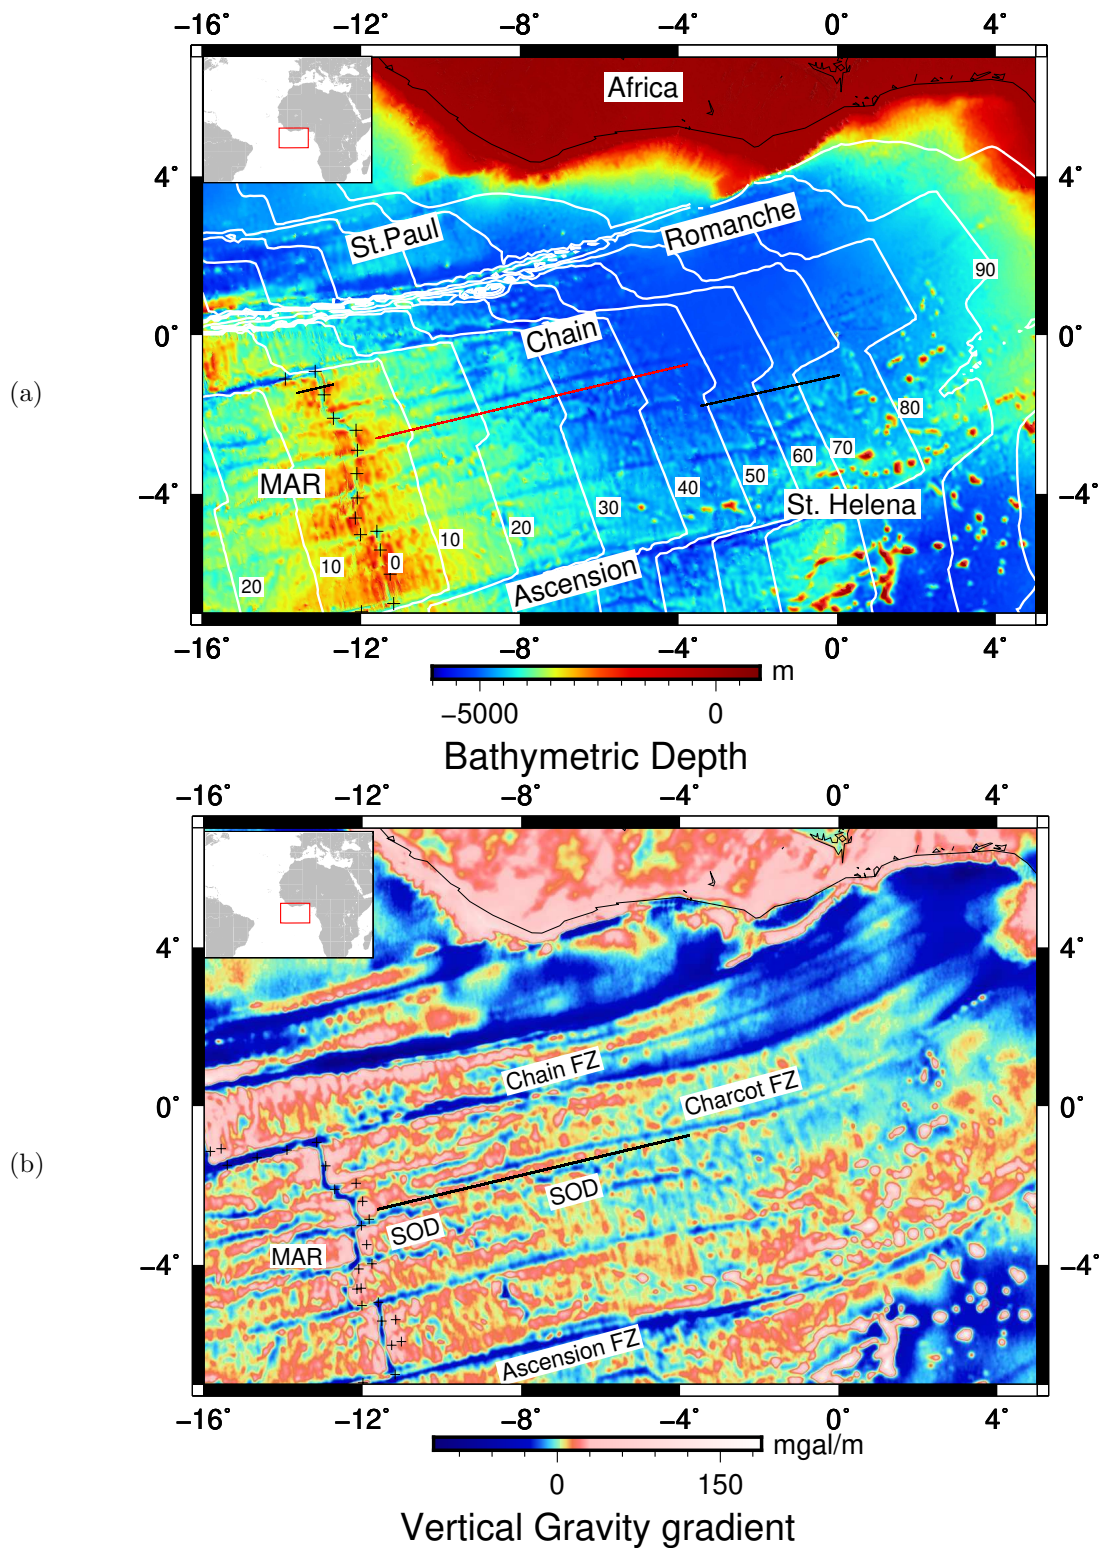 −16° −12° −8° −4° 0° 4°
Africa
4° 4°
St.Paul
Romanche
90
0° 0°
Chain
(a)
80
MAR
70
60
50
40
−4° −4°
St. Helena
30
20
10
Ascension
0
10
20
−16° −12° −8° −4° 0° 4°
m
−5000 0
Bathymetric Depth
−16° −12° −8° −4° 0° 4°
4° 4°
Chain FZ
Charcot FZ
0° 0°
(b)
SOD
SOD
MAR
−4° −4°
Ascension FZ
−16° −12° −8° −4° 0° 4°
mgal/m
0 150
Vertical Gravity gradient